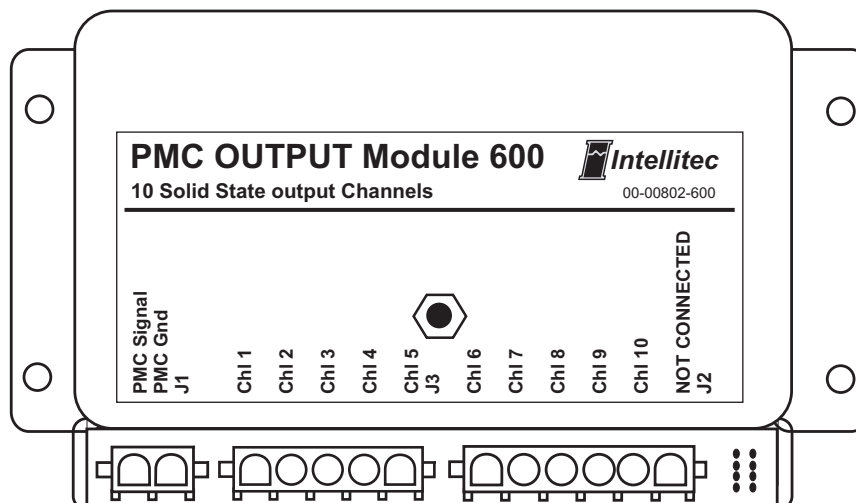 PMC OUTPUT Module 600
Intellitec
10 Solid State output Channels
00-00802-600
PMC Signal
PMC Gnd
J1
Chl 1
Chl 2
Chl 3
Chl 4
Chl 5
J3
Chl 6
Chl 7
Chl 8
Chl 9
Chl 10
NOT CONNECTED
J2